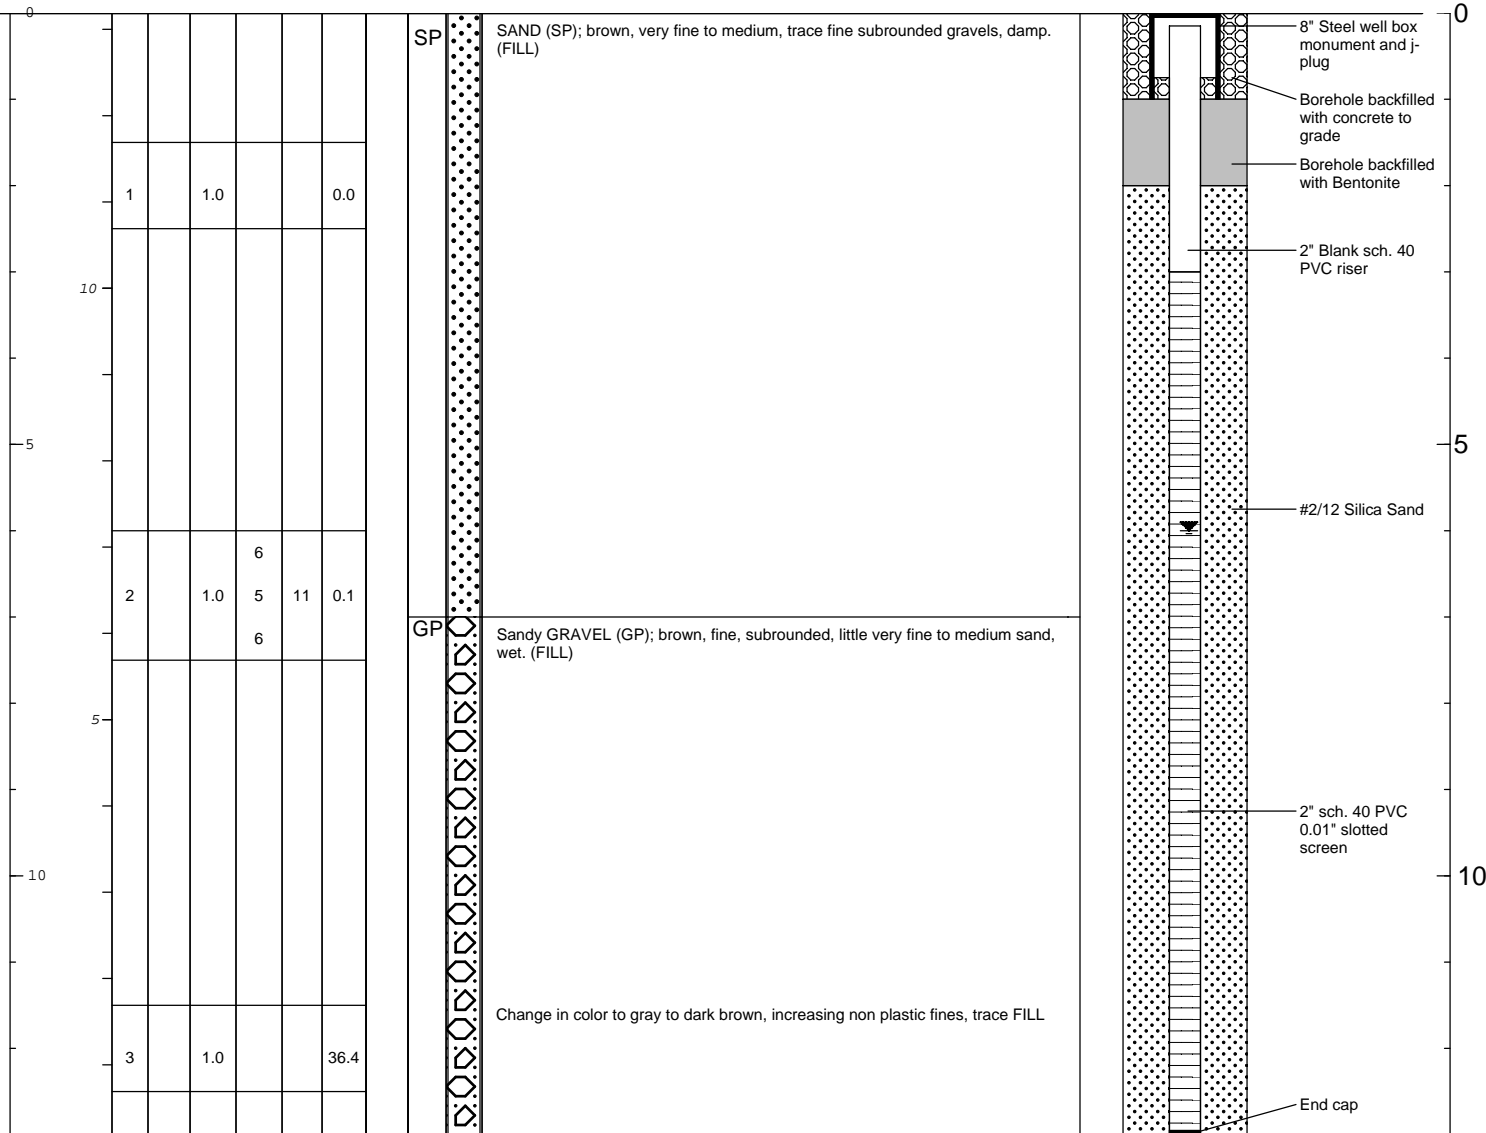 0
SP
SAND (SP); brown, very fine to medium, trace fine subrounded gravels, damp.
(FILL)
8" Steel well box
monument and j-
plug
0
Borehole backfilled
with concrete to
grade
Borehole backfilled
with Bentonite
1 1.0 0.0
2" Blank sch. 40
PVC riser
10
5
5
#2/12 Silica Sand
6
2 1.0 5 11 0.1
6
GP
Sandy GRAVEL (GP); brown, fine, subrounded, little very fine to medium sand,
wet. (FILL)
5
2" sch. 40 PVC
0.01" slotted
screen
10
10
Change in color to gray to dark brown, increasing non plastic fines, trace FILL
3 1.0 36.4
End cap